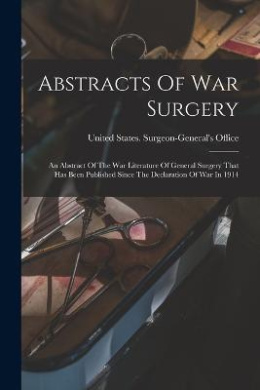 Abstracts Of War
Surgery
United States. Surgeon-General's Office
An Abstract Of The War Literature Of General Surgery That
Has Been Published Since The Declaration Of War In 1914